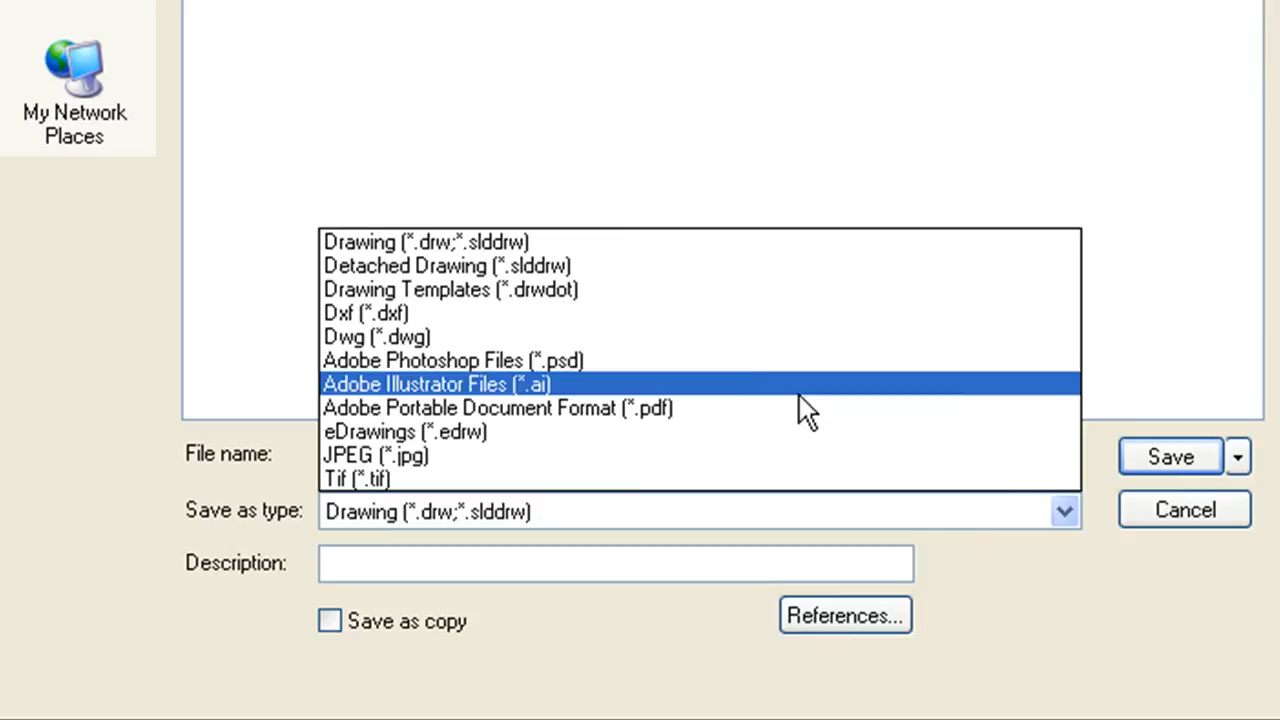 My Network
Places
Drawing (*.drw;*.slddrw)
Detached Drawing (*.slddrw)
Drawing Templates (*.drwdot)
Dxf (*.dxf)
Dwg (*.dwg)
Adobe Photoshop Files (*.psd)
Adobe Illustrator Files (*.ai)
Adobe Portable Document Format (*.pdf)
eDrawings (*.edrw)
JPEG (*.jpg)
Tif (*.tif)
File name:
Save
Save as type:
Drawing (*.drw;*.slddrw)
Cancel
Description:
Save as copy
References...